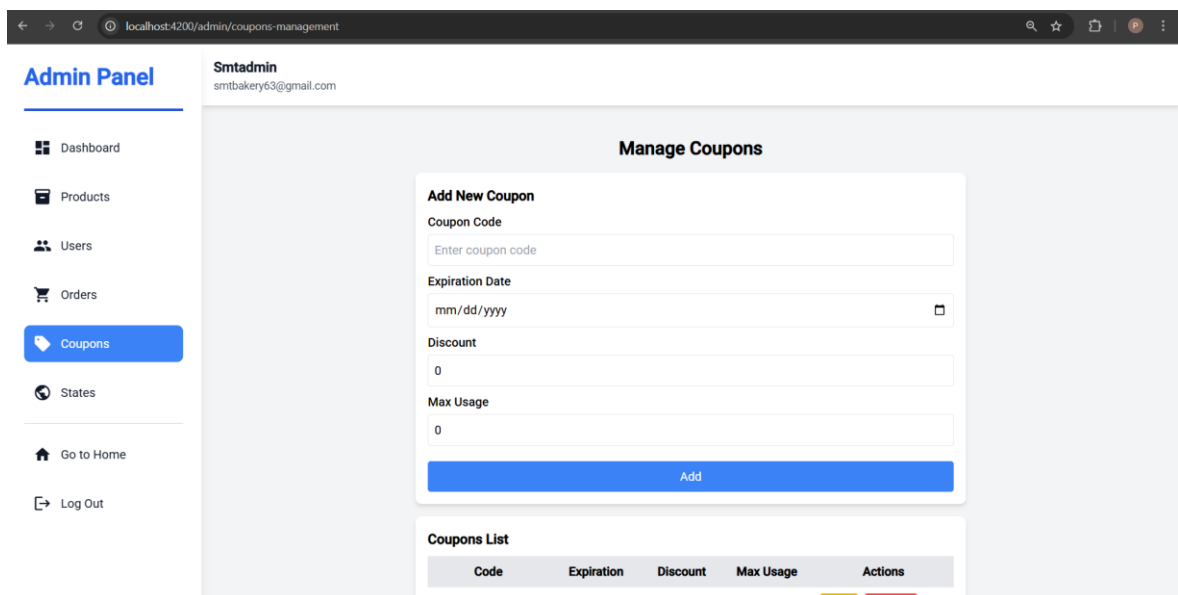 localhost:4200/admin/coupons-management
P
Admin Panel
Smtadmin
smtbakery63@gmail.com
Dashboard
Products
Users
Orders
Coupons
States
Go to Home
Log Out
Manage Coupons
Add New Coupon
Coupon Code
Enter coupon code
Expiration Date
mm/dd/yyyy
Discount
0
Max Usage
0
Add
Coupons List
Code Expiration Discount Max Usage Actions